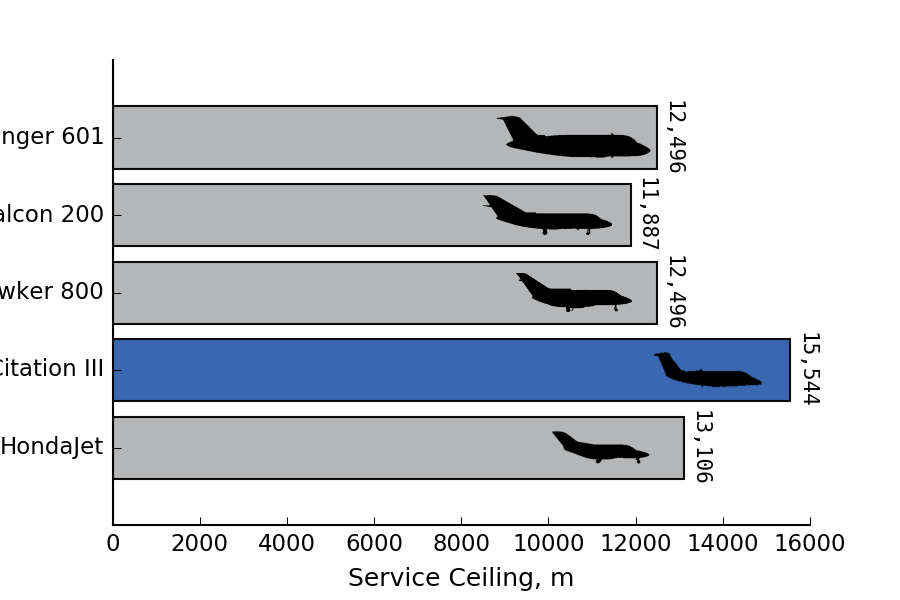 nger 601
12,496
alcon 200
11,887
wker 800
12,496
Citation III
15,544
HondaJet
13,106
0 2000 4000 6000 8000 10000 12000 14000 16000
Service Ceiling, m